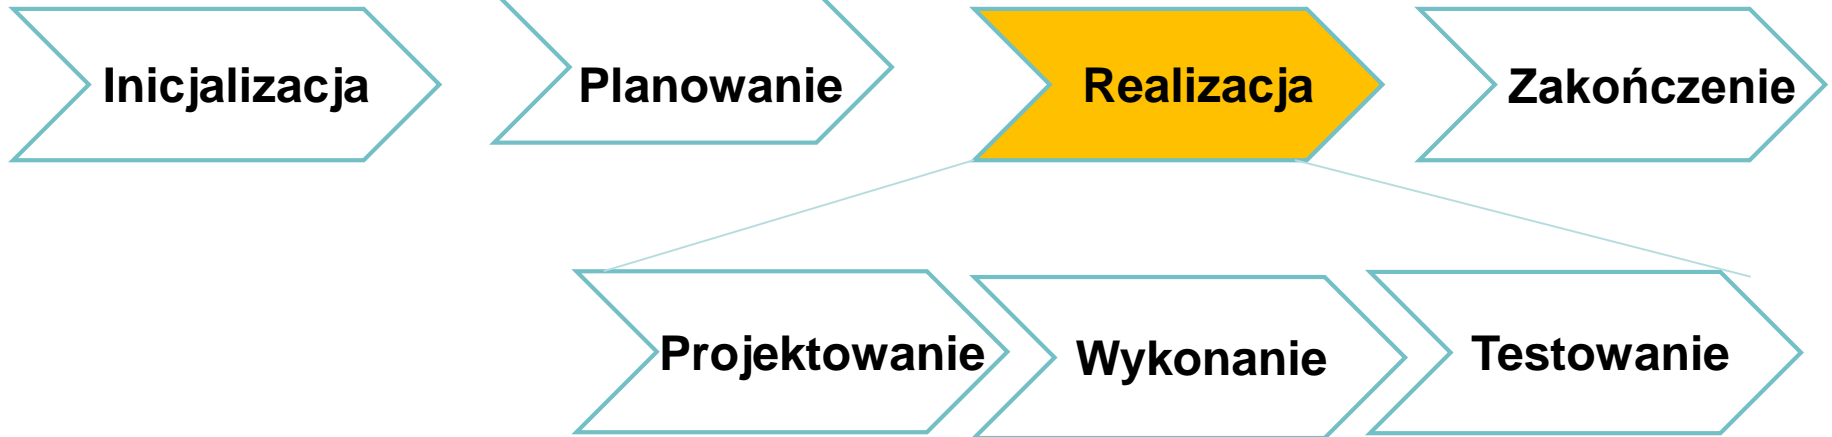 Inicjalizacja
Planowanie
Realizacja
Zakończenie
Projektowanie
Wykonanie
Testowanie